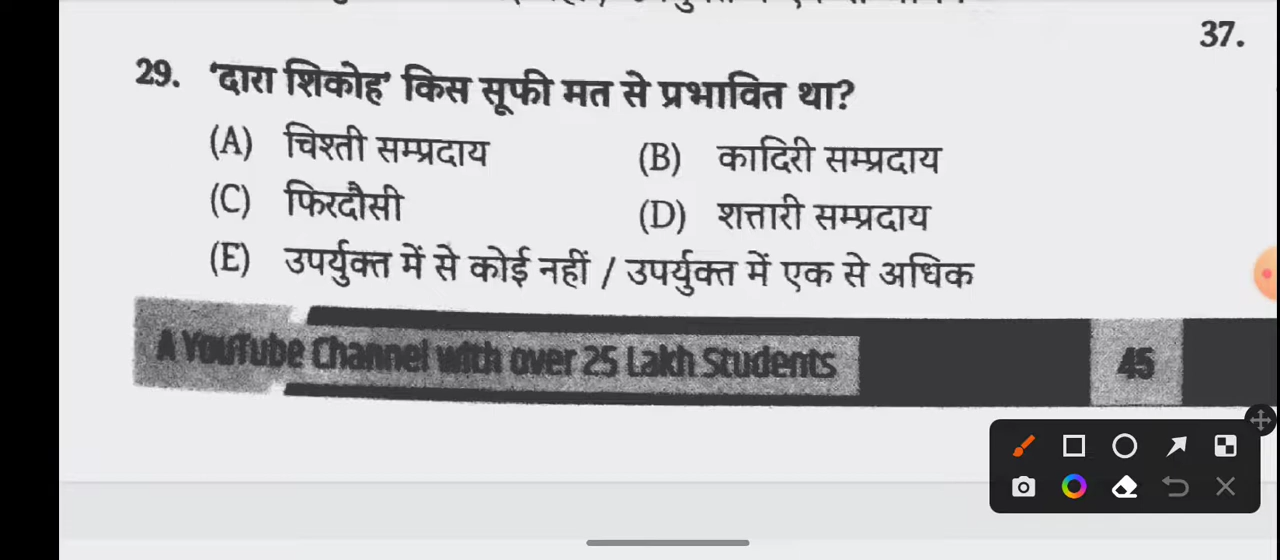 37.
29. 'दारा शिकोह' किस सूफी मत से प्रभावित था?
(A) चिश्ती सम्प्रदाय (B) कादिरी सम्प्रदाय
(C) फिरदौसी (D) शत्तारी सम्प्रदाय
(E) उपर्युक्त में से कोई नहीं / उपर्युक्त में एक से अधिक
A YouTube Channel with over 25 Lakh Students 45